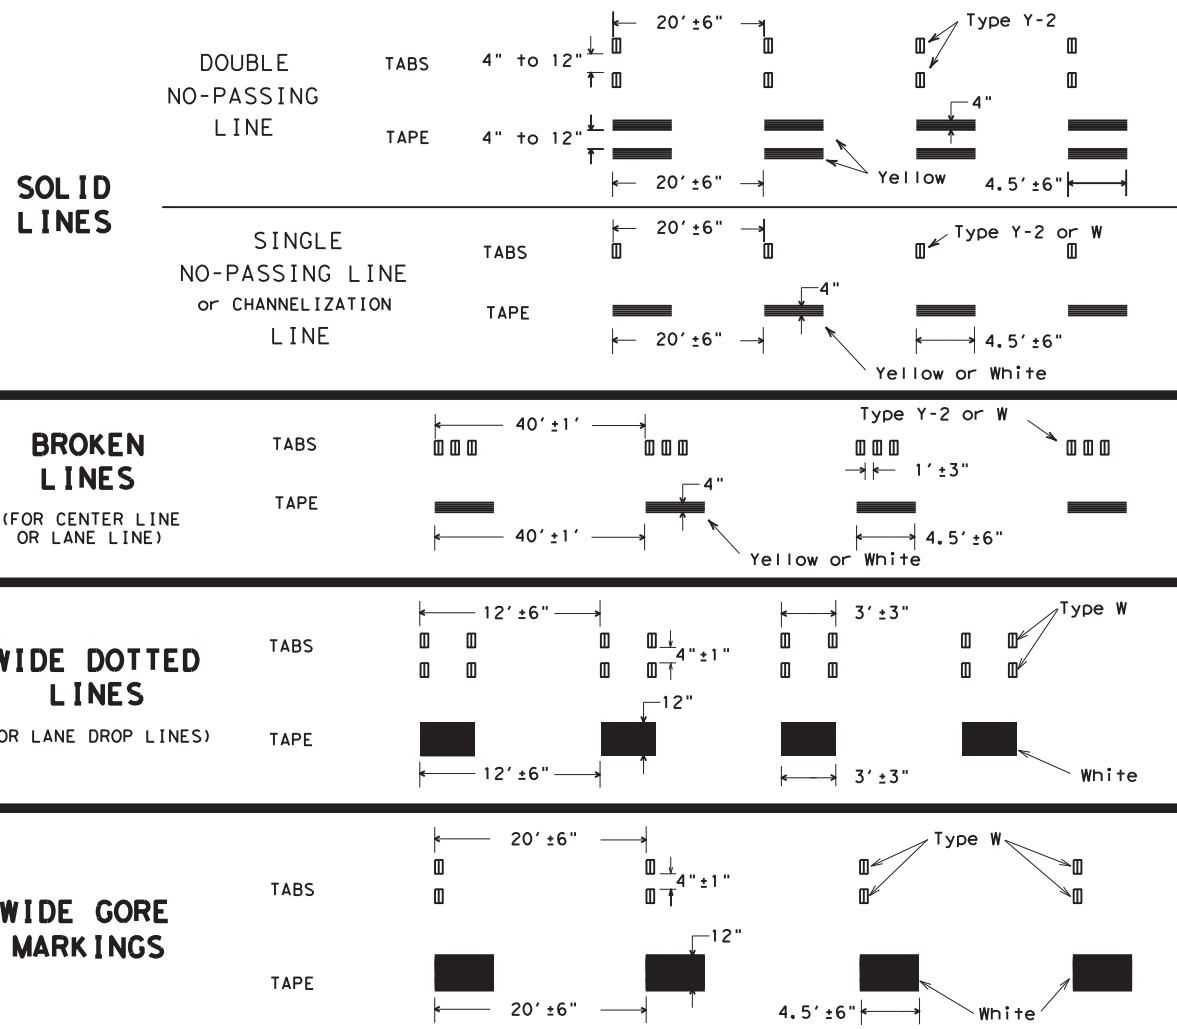 SOLID
LINES
DOUBLE
NO-PASSING
LINE
TABS
4" to 12"
20'±6"
Type Y-2
TAPE
4" to 12"
4"
Yellow
20'±6"
4.5'±6"
SINGLE
NO-PASSING LINE
or CHANNELIZATION
LINE
TABS
20'±6"
Type Y-2 or W
TAPE
4"
20'±6"
4.5'±6"
Yellow or White
BROKEN
LINES
(FOR CENTER LINE
OR LANE LINE)
TABS
40'±1'
Type Y-2 or W
1'±3"
TAPE
4"
40'±1'
4.5'±6"
Yellow or White
WIDE DOTTED
LINES
OR LANE DROP LINES)
TABS
12'±6"
3'±3"
Type W
4"±1"
TAPE
12"
12'±6"
3'±3"
White
WIDE GORE
MARKINGS
TABS
20'±6"
Type W
4"±1"
TAPE
12"
20'±6"
4.5'±6"
White